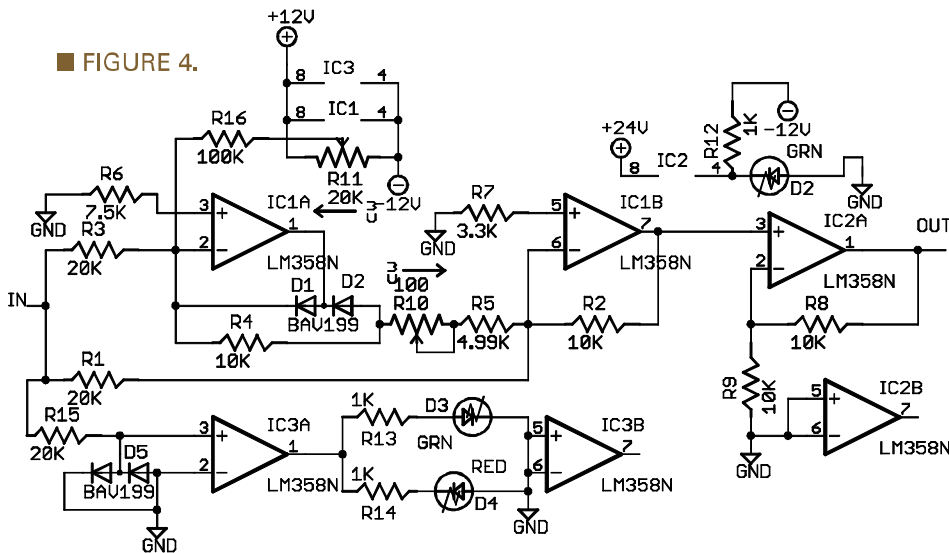 FIGURE 4.
+12V
8 IC3 4
8 IC1 4
R16
100K
R11
20K
-12V
CW
R6
7.5K
GND
R3
20K
3
2
IC1A
1
LM358N
IN
D1 D2
BAV199
R4
10K
CW
100
R10
R5
4.99K
GND
R7
3.3K
5
6
IC1B
7
LM358N
R2
10K
+24V
8 IC2 4
R12
1K
-12V
GRN
D2
GND
3
2
IC2A
1
LM358N
OUT
R8
10K
R9
10K
GND
5
6
IC2B
7
LM358N
R1
20K
R15
20K
D5
BAV199
GND
3
2
IC3A
1
LM358N
1K
R13
D3
GRN
1K
R14
RED
D4
5
6
IC3B
7
LM358N
GND